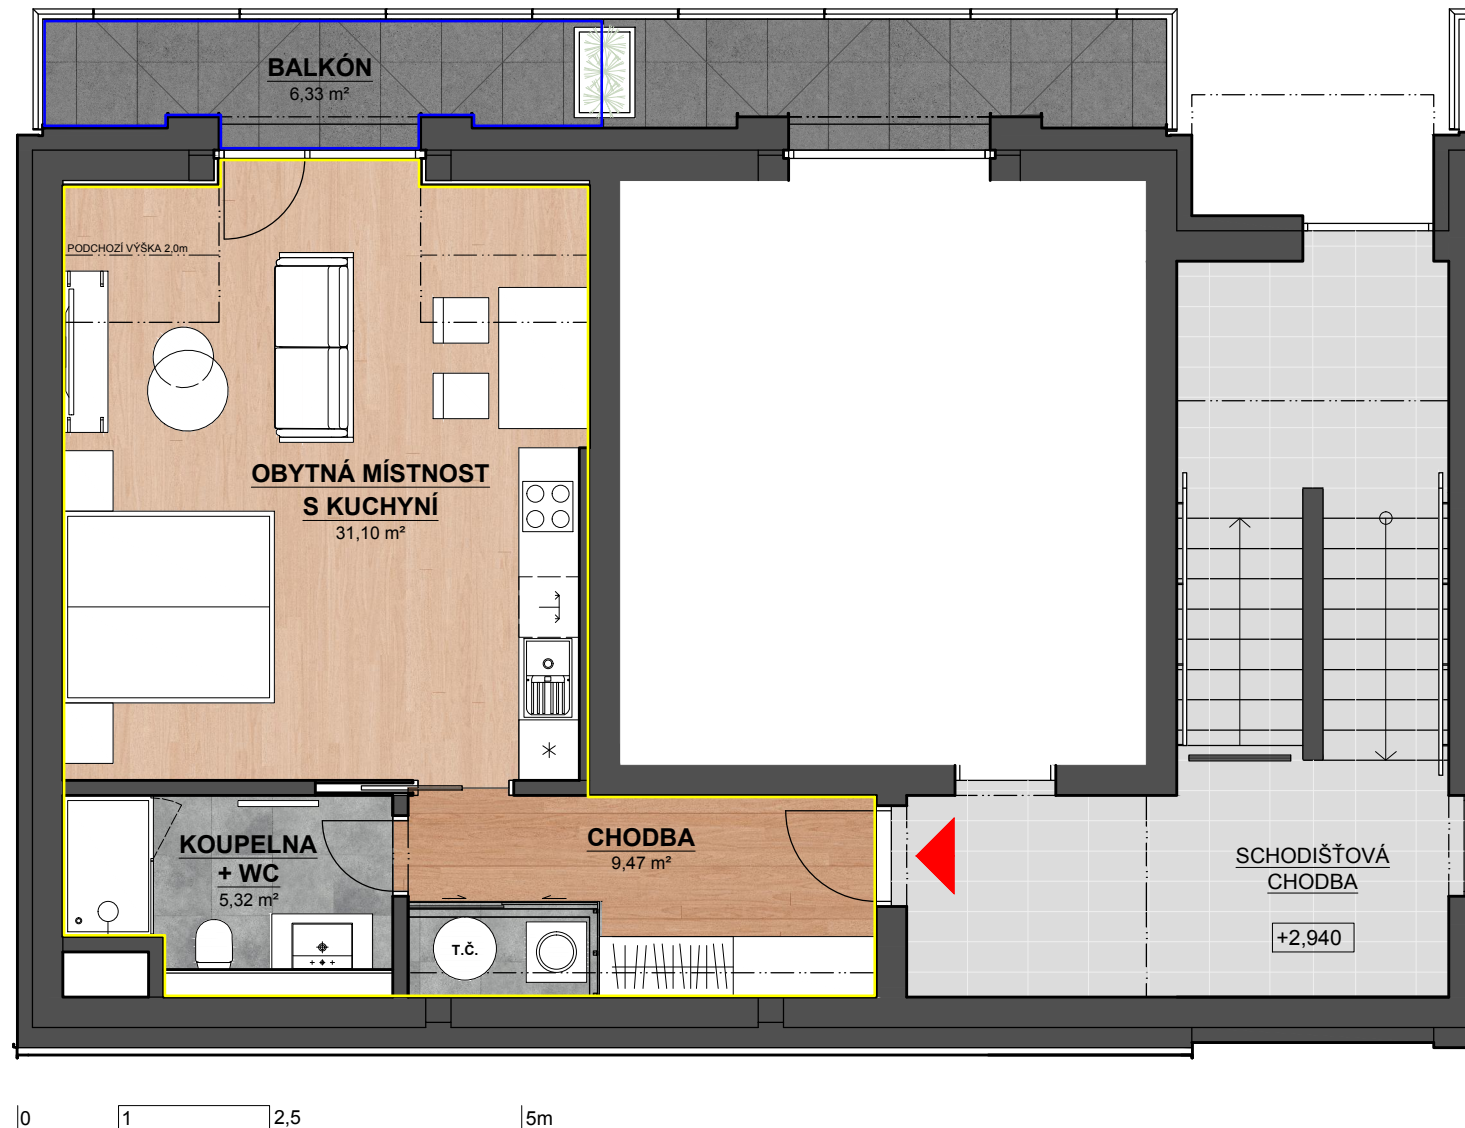 BALKÓN
6,33 m²
PODCHOZÍ VÝŠKA 2,0m
OBYTNÁ MÍSTNOST
S KUCHYNÍ
31,10 m²
KOUPELNA
+ WC
5,32 m²
CHODBA
9,47 m²
T.Č.
SCHODIŠŤOVÁ
CHODBA
+2,940
0 1 2,5 5m